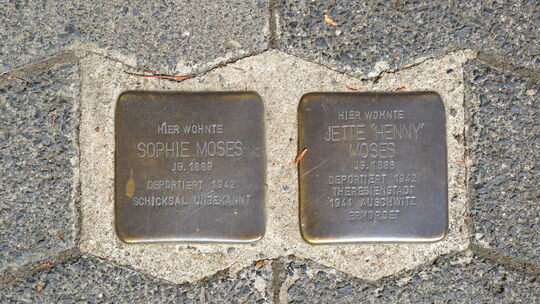 HIER WOHNTE
SOPHIE MOSES
JG. 1889
DEPORTIERT 1942
SCHICKSAL UNBEKANNT
HIER WOHNTE
JETTE "HENNY"
MOSES
JG. 1886
DEPORTIERT 1942
THERESIENSTADT
1944 AUSCHWITZ
ERMORDET